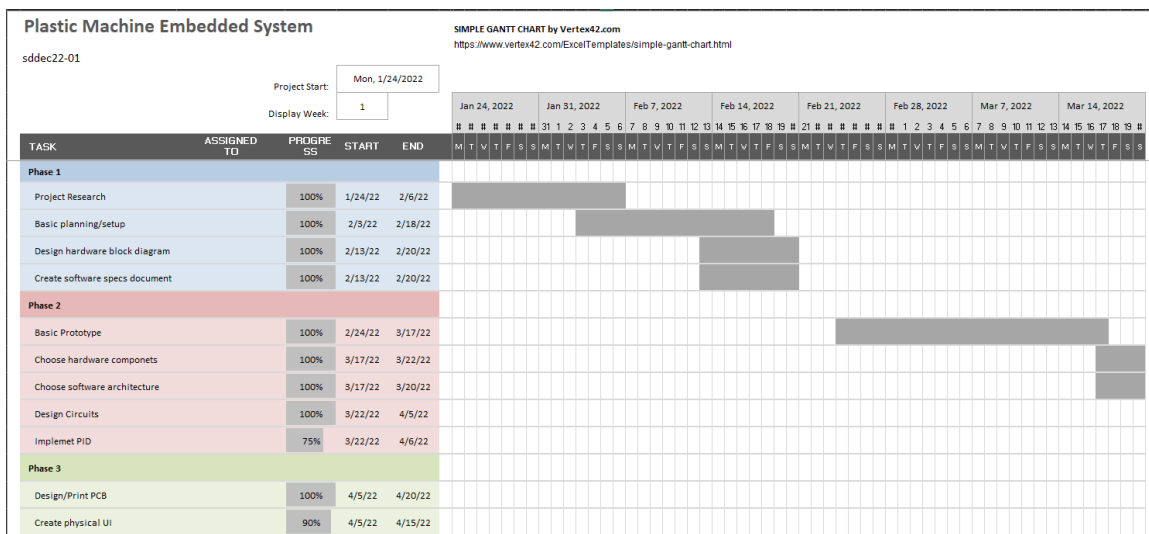 Plastic Machine Embedded System
SIMPLE GANTT CHART by Vertex42.com
https://www.vertex42.com/ExcelTemplates/simple-gantt-chart.html
sddec22-01
Project Start: Mon, 1/24/2022
Display Week: 1
Jan 24, 2022 Jan 31, 2022 Feb 7, 2022 Feb 14, 2022 Feb 21, 2022 Feb 28, 2022 Mar 7, 2022 Mar 14, 2022
# # # # # # # 31 1 2 3 4 5 6 7 8 9 10 11 12 13 14 15 16 17 18 19 # 21 # # # # # # # 1 2 3 4 5 6 7 8 9 10 11 12 13 14 15 16 17 18 19 #
TASK ASSIGNED TO PROGRE SS START END M T W T F S S M T W T F S S M T W T F S S M T W T F S S M T W T F S S M T W T F S S M T W T F S S M T W T F S S
Phase 1
Project Research 100% 1/24/22 2/6/22
Basic planning/setup 100% 2/3/22 2/18/22
Design hardware block diagram 100% 2/13/22 2/20/22
Create software specs document 100% 2/13/22 2/20/22
Phase 2
Basic Prototype 100% 2/24/22 3/17/22
Choose hardware componets 100% 3/17/22 3/22/22
Choose software architecture 100% 3/17/22 3/20/22
Design Circuits 100% 3/22/22 4/5/22
Implemet PID 75% 3/22/22 4/6/22
Phase 3
Design/Print PCB 100% 4/5/22 4/20/22
Create physical UI 90% 4/5/22 4/15/22